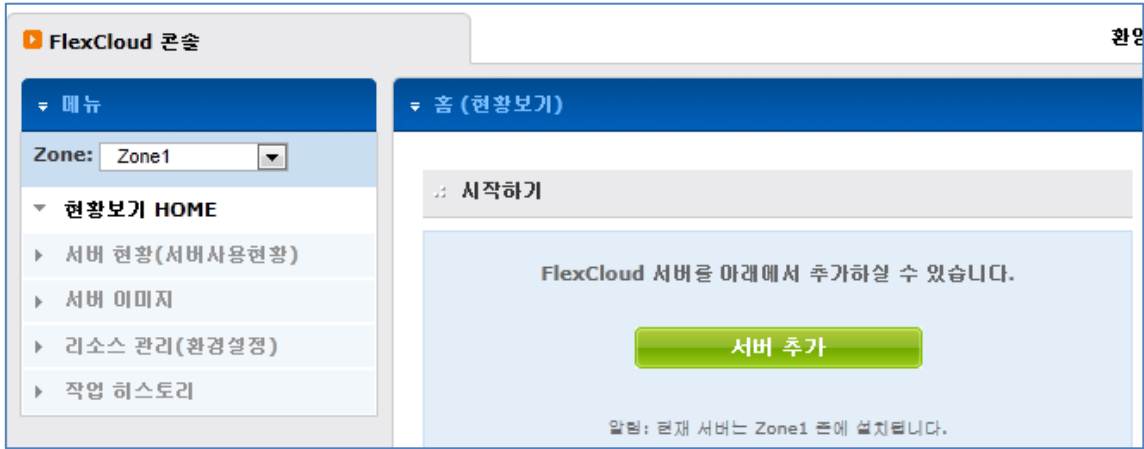 FlexCloud 콘솔
메뉴
Zone: Zone1
현황보기 HOME
서버 현황(서버사용현황)
서버 이미지
리소스 관리(환경설정)
작업 히스토리
홈 (현황보기)
시작하기
FlexCloud 서버를 아래에서 추가하실 수 있습니다.
서버 추가
알림: 현재 서버는 Zone1 존에 설치됩니다.